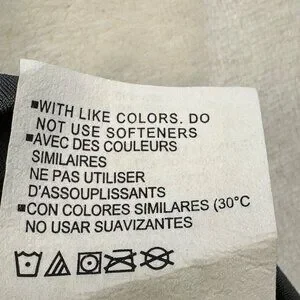 ■WITH LIKE COLORS. DO
NOT USE SOFTENERS
■AVEC DES COULEURS
SIMILAIRES
NE PAS UTILISER
D'ASSOUPLISSANTS
■CON COLORES SIMILARES (30°C
NO USAR SUAVIZANTES